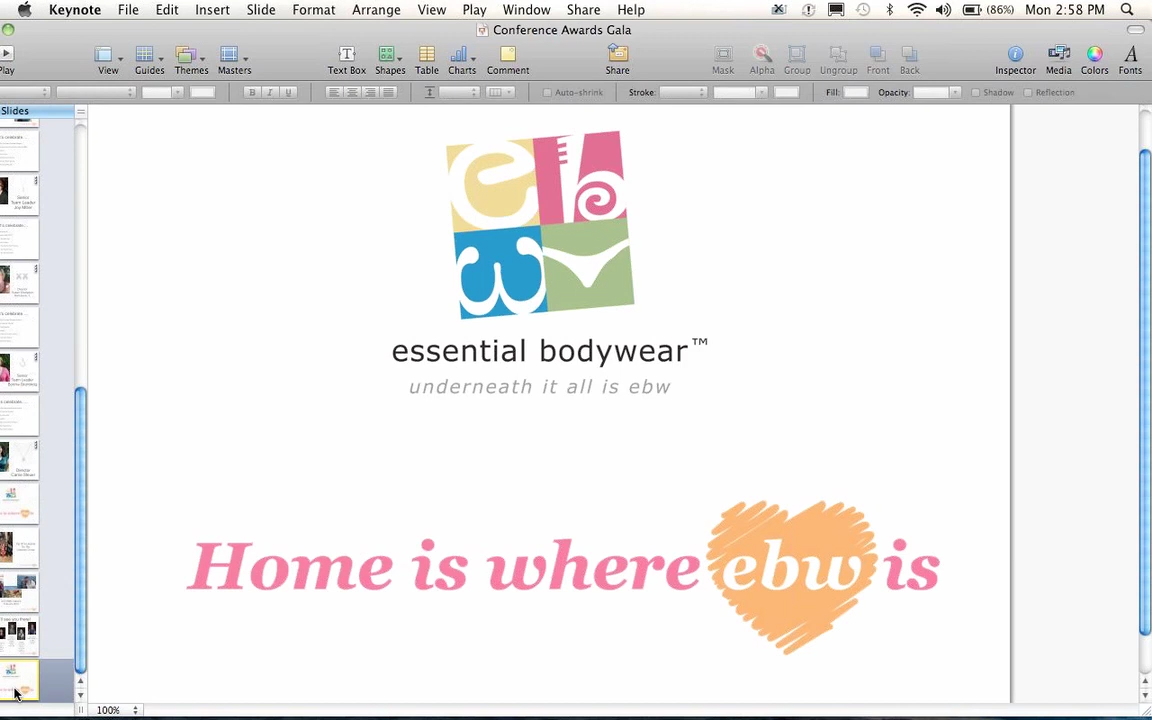 Keynote File Edit Insert Slide Format Arrange View Play Window Share Help (86%) Mon 2:58 PM
Conference Awards Gala
Play View Guides Themes Masters Text Box Shapes Table Charts Comment Share Mask Alpha Group Ungroup Front Back Inspector Media Colors Fonts
B I U Auto-shrink Stroke: Fill: Opacity: Shadow Reflection
Slides
e b
w
essential bodywear™
underneath it all is ebw
Home is where ebw is
100%